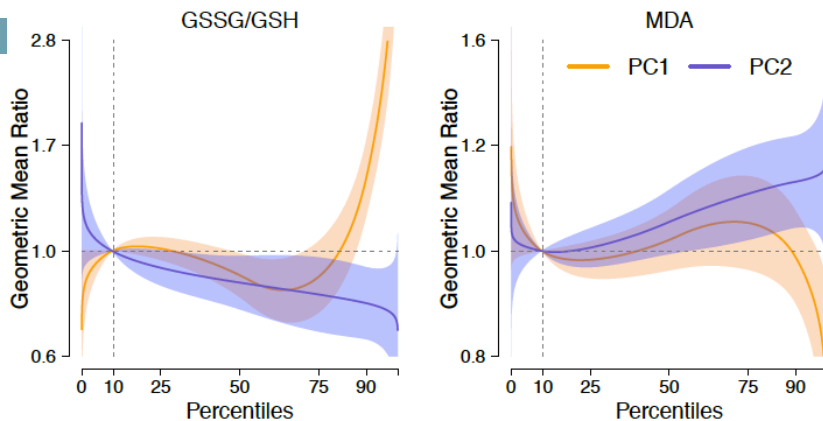 GSSG/GSH
Geometric Mean Ratio
2.8
1.7
1.0
0.6
0 10 25 50 75 90
Percentiles
MDA
PC1 PC2
Geometric Mean Ratio
1.6
1.2
1.0
0.8
0 10 25 50 75 90
Percentiles